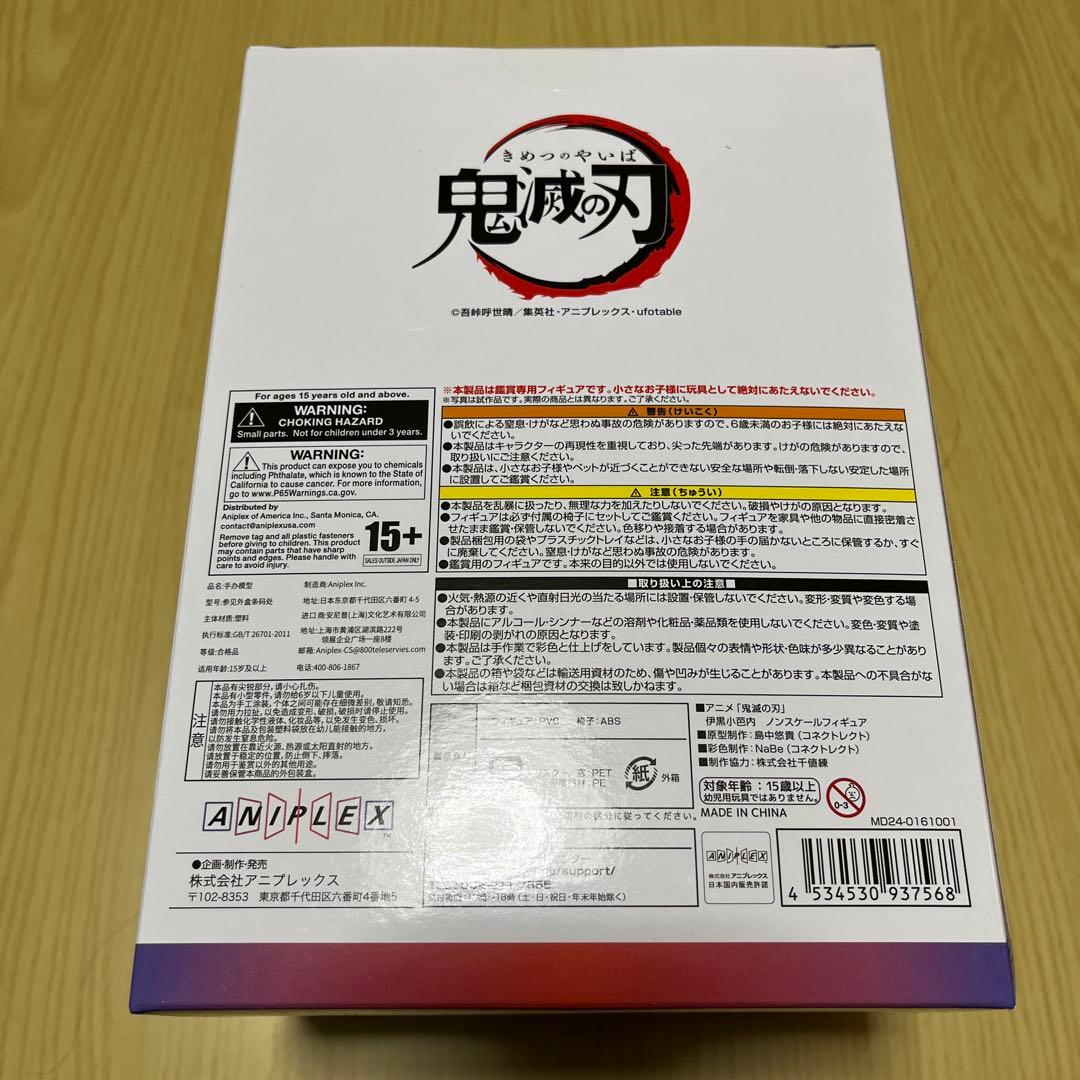 きめつのやいば
鬼滅の刃
©吾峠呼世晴／集英社・アニプレックス・ufotable
For ages 15 years old and above.
WARNING:
CHOKING HAZARD
Small parts. Not for children under 3 years.
WARNING:
This product can expose you to chemicals
including Phthalate, which is known to the State of
California to cause cancer. For more information,
go to www.P65Warnings.ca.gov.
Distributed by
Aniplex of America Inc., Santa Monica, CA.
contact@aniplexusa.com
Remove tag and all plastic fasteners
before giving to children. This product
may contain parts that have sharp
points and edges. Please handle with
care to avoid injury.
15+
SALES OUTSIDE JAPAN ONLY
品名:手办模型
型号:参见外盒条码处
主体材质:塑料
执行标准:GB/T 26701-2011
等级:合格品
适用年龄:15岁及以上
制造商:Aniplex Inc.
地址:日本东京都千代田区六番町 4-5
进口商:安尼普(上海)文化艺术有限公司
地址:上海市黄浦区湖滨路222号
领展企业广场一座8楼
邮箱:Aniplex-CS@800teleservies.com
电话:400-806-1867
注意
本品有尖锐部分,请小心扎伤。
本品有小型零件,请勿给6岁以下儿童使用。
本品为手工涂装,个体之间可能存在细微差别,敬请知悉。
请勿用力拉扯,以免造成变形、破损,破损时请停止使用。
请勿接触化学性液体、化妆品等,以免发生变色、损坏。
请勿将本品及包装塑料袋放在幼儿能接触的地方,
以防发生窒息危险。
请勿放置在靠近火源、热源或太阳直射的地方。
请放置于稳定的位置,防止倒下、摔落。
请勿用于鉴赏以外的其他用途。
请妥善保管本商品的外包装盒。
ANIPLEX
TM
●企画・制作・発売
株式会社アニプレックス
〒102-8353 東京都千代田区六番町4番地5
※本製品は鑑賞専用フィギュアです。小さなお子様に玩具として絶対にあたえないでください。
※写真は試作品です。実際の商品とは異なります。ご了承ください。
警告(けいこく)
●誤飲による窒息・けがなど思わぬ事故の危険がありますので、6歳未満のお子様には絶対にあたえな
いでください。
●本製品はキャラクターの再現性を重視しており、尖った先端があります。けがの危険がありますので、
取り扱いにご注意ください。
●本製品は、小さなお子様やペットが近づくことができない安全な場所や転倒・落下しない安定した場所
に設置してご鑑賞ください。
注意(ちゅうい)
●本製品を乱暴に扱ったり、無理な力を加えたりしないでください。破損やけがの原因となります。
●フィギュアは必ず付属の椅子にセットしてご鑑賞ください。フィギュアを家具や他の物品に直接密着さ
せたまま鑑賞・保管しないでください。色移りや接着する場合があります。
●製品梱包用の袋やプラスチックトレイなどは、小さなお子様の手の届かないところに保管するか、すぐ
に廃棄してください。窒息・けがなど思わぬ事故の危険があります。
●鑑賞用のフィギュアです。本来の目的以外では使用しないでください。
■取り扱い上の注意■
●火気・熱源の近くや直射日光の当たる場所には設置・保管しないでください。変形・変質や変色する場
合があります。
●本製品にアルコール・シンナーなどの溶剤や化粧品・薬品類を使用しないでください。変色・変質や塗
装・印刷の剥がれの原因となります。
●本製品は手作業で彩色と仕上げをしています。製品個々の表情や形状・色味が多少異なることがありま
す。ご了承ください。
●本製品の箱や袋などは輸送用資材のため、傷や凹みが生じることがあります。本製品への不具合がな
い場合は箱など梱包資材の交換は致しかねます。
フィギュア:PVC 椅子:ABS
PET
PE
紙
外箱
の区分に従ってください。
/support/
18時(土・日・祝日・年末年始除く)
■アニメ「鬼滅の刃」
伊黒小芭内 ノンスケールフィギュア
■原型制作：島中悠貴（コネクトレクト）
■彩色制作：NaBe（コネクトレクト）
■制作協力：株式会社千値練
対象年齢：15歳以上
幼児用玩具ではありません。
0-3
MADE IN CHINA
MD24-0161001
ANIPLEX
株式会社アニプレックス
日本国内販売許諾
4 534530 937568